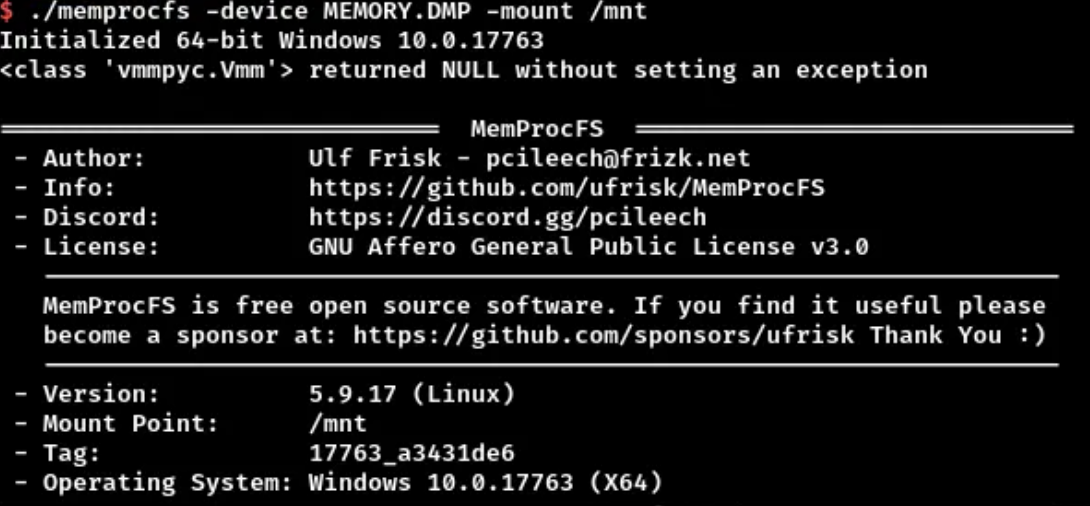 $ ./memprocfs -device MEMORY.DMP -mount /mnt
Initialized 64-bit Windows 10.0.17763
<class 'vmmpyc.Vmm'> returned NULL without setting an exception
MemProcFS
- Author: Ulf Frisk - pcileech@frizk.net
- Info: https://github.com/ufrisk/MemProcFS
- Discord: https://discord.gg/pcileech
- License: GNU Affero General Public License v3.0
MemProcFS is free open source software. If you find it useful please
become a sponsor at: https://github.com/sponsors/ufrisk Thank You :)
- Version: 5.9.17 (Linux)
- Mount Point: /mnt
- Tag: 17763_a3431de6
- Operating System: Windows 10.0.17763 (X64)